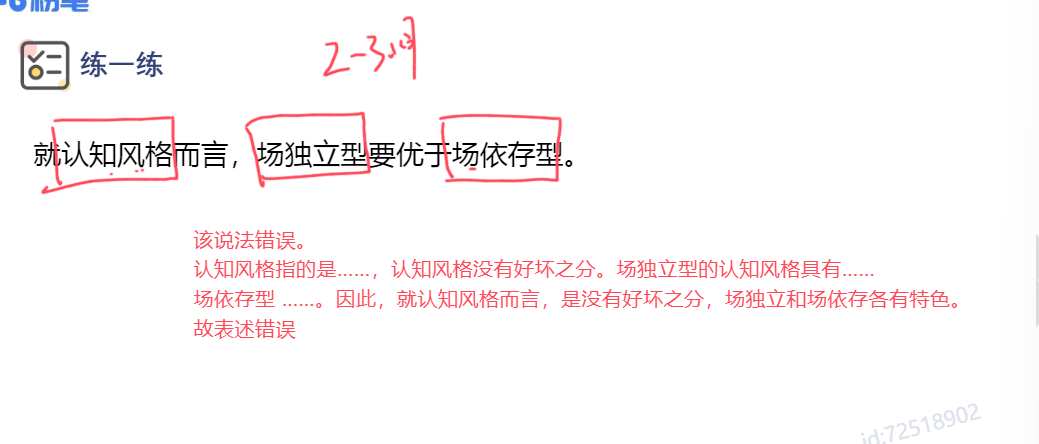 粉笔
练一练
2-3词
就认知风格而言，场独立型要优于场依存型。
该说法错误。
认知风格指的是……，认知风格没有好坏之分。场独立型的认知风格具有……
场依存型 ……。因此，就认知风格而言，是没有好坏之分，场独立和场依存各有特色。
故表述错误
id:72518902